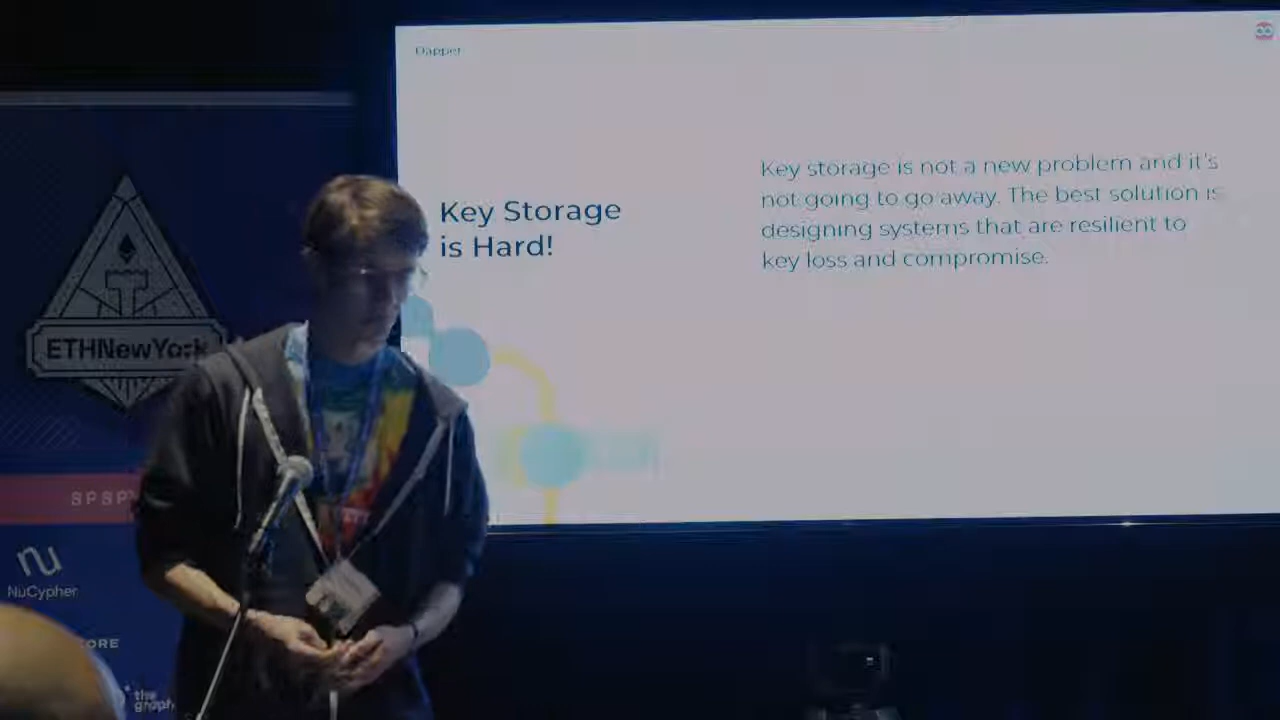 Dapper
Key Storage
is Hard!
Key storage is not a new problem and it's
not going to go away. The best solution is
designing systems that are resilient to
key loss and compromise.
ETHNewYork
NuCypher
the
graph